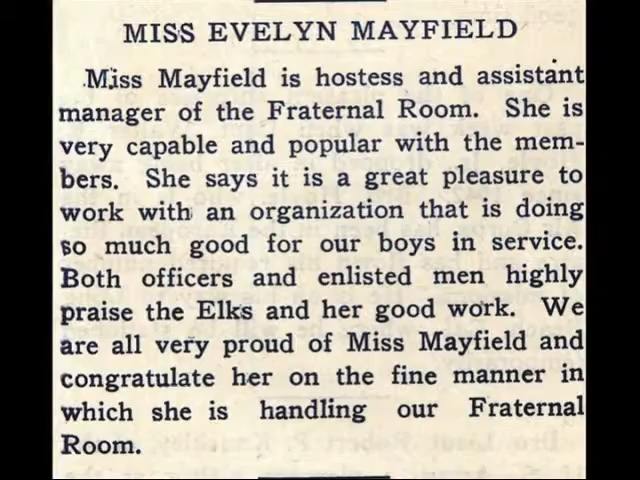 MISS EVELYN MAYFIELD
Miss Mayfield is hostess and assistant
manager of the Fraternal Room. She is
very capable and popular with the mem-
bers. She says it is a great pleasure to
work with an organization that is doing
so much good for our boys in service.
Both officers and enlisted men highly
praise the Elks and her good work. We
are all very proud of Miss Mayfield and
congratulate her on the fine manner in
which she is handling our Fraternal
Room.